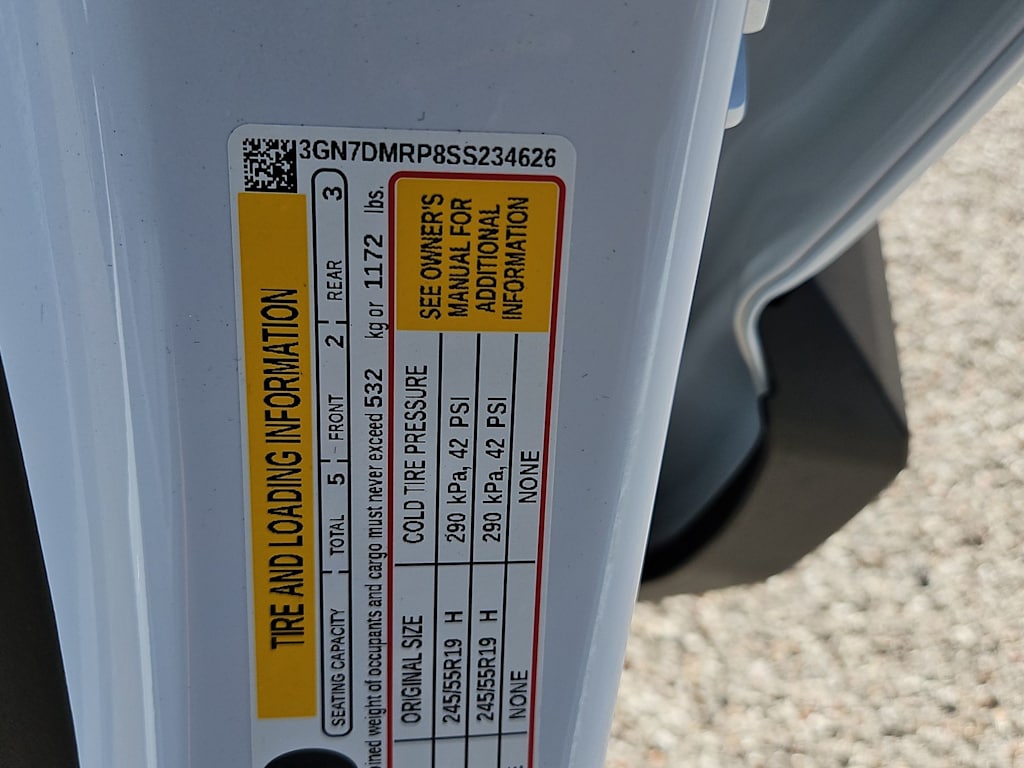 3GN7DMRP8SS234626
TIRE AND LOADING INFORMATION
SEATING CAPACITY TOTAL 5 FRONT 2 REAR 3
weight of occupants and cargo must never exceed 532 kg or 1172 lbs.
ORIGINAL SIZE COLD TIRE PRESSURE
245/55R19 H 290 kPa, 42 PSI
245/55R19 H 290 kPa, 42 PSI
NONE NONE
SEE OWNER'S
MANUAL FOR
ADDITIONAL
INFORMATION